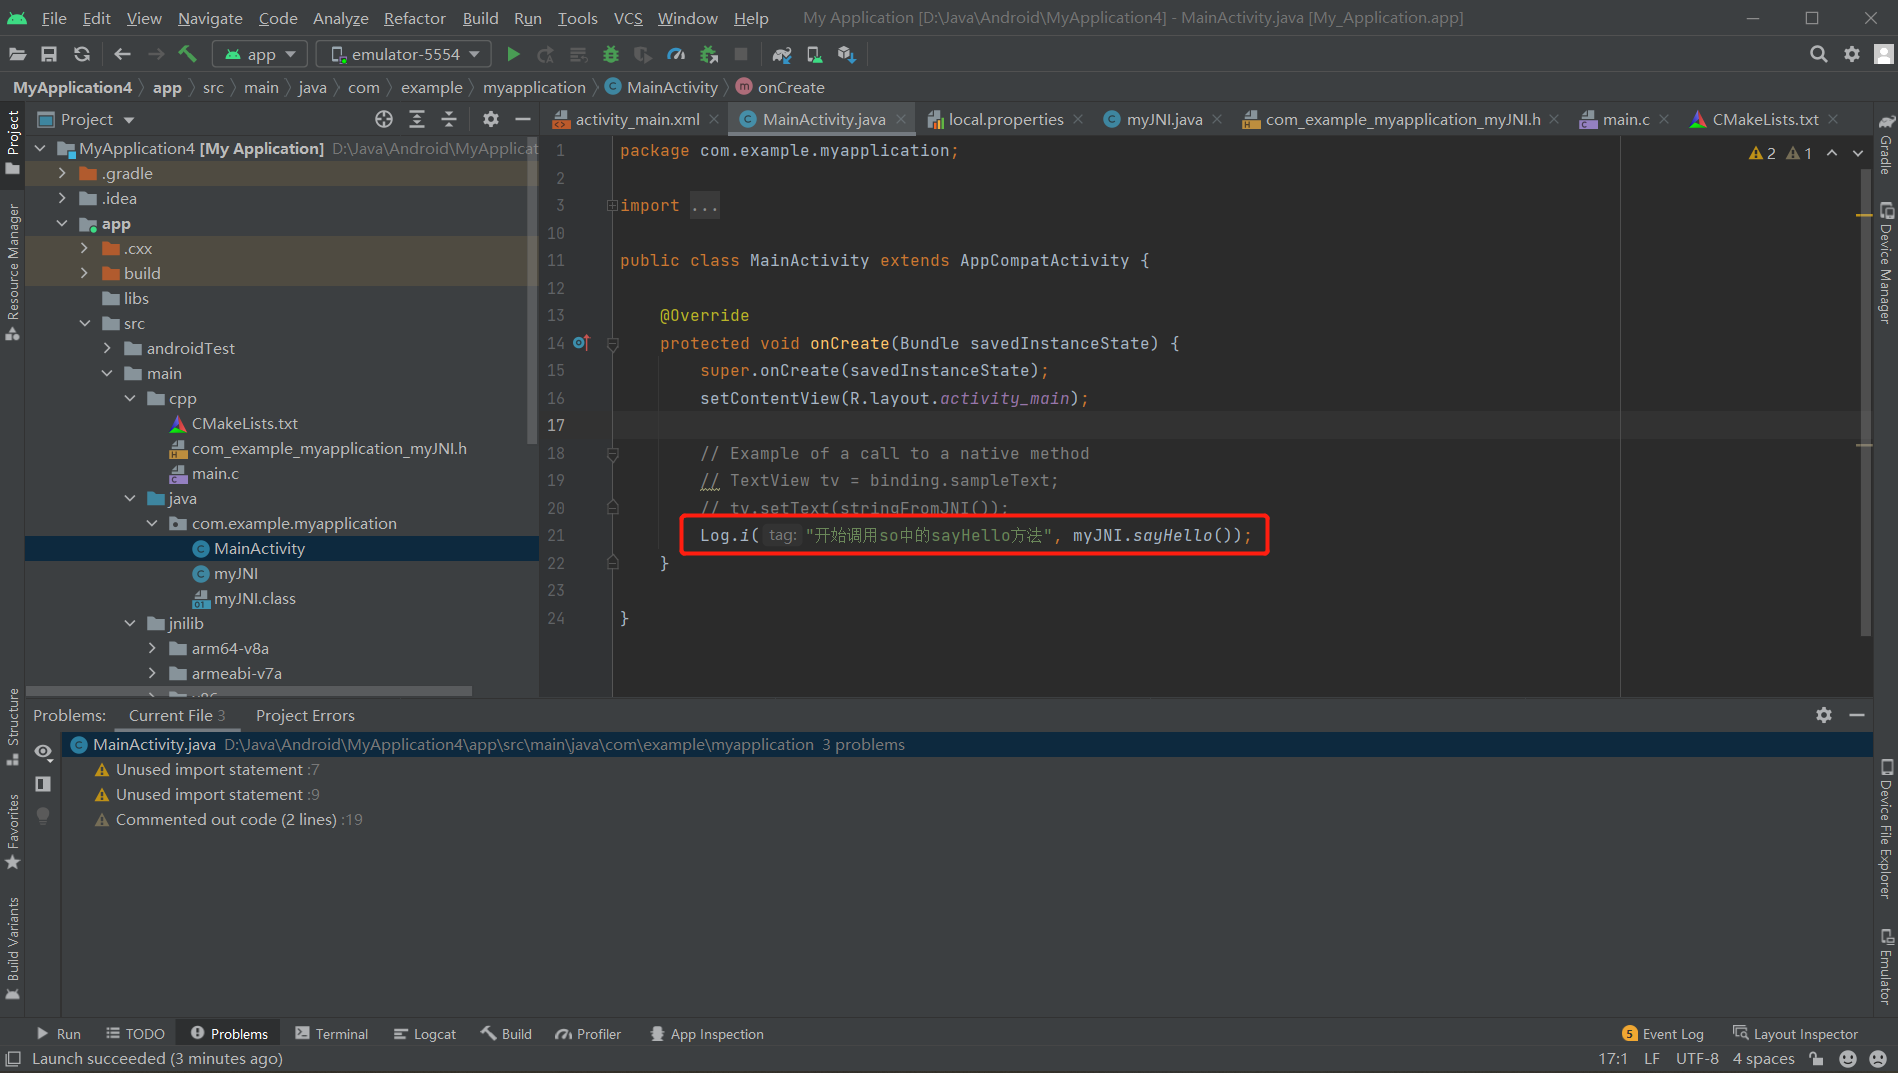 File Edit View Navigate Code Analyze Refactor Build Run Tools VCS Window Help My Application [D:\Java\Android\MyApplication4] - MainActivity.java [My_Application.app]
app emulator-5554
MyApplication4 app src main java com example myapplication MainActivity onCreate
Project
activity_main.xml MainActivity.java local.properties myJNI.java com_example_myapplication_myJNI.h main.c CMakeLists.txt
MyApplication4 [My Application] D:\Java\Android\MyApplicat
.gradle
.idea
app
.cxx
build
libs
src
androidTest
main
cpp
CMakeLists.txt
com_example_myapplication_myJNI.h
main.c
java
com.example.myapplication
MainActivity
myJNI
myJNI.class
jnilib
arm64-v8a
armeabi-v7a
2 1
1 package com.example.myapplication;
2
3 import ...
10
11 public class MainActivity extends AppCompatActivity {
12
13 @Override
14 protected void onCreate(Bundle savedInstanceState) {
15 super.onCreate(savedInstanceState);
16 setContentView(R.layout.activity_main);
17
18 // Example of a call to a native method
19 // TextView tv = binding.sampleText;
20 // tv.setText(stringFromJNI());
21 Log.i( tag: "开始调用so中的sayHello方法", myJNI.sayHello());
22 }
23
24 }
Project
Resource Manager
Structure
Favorites
Build Variants
Gradle
Device Manager
Device File Explorer
Emulator
Problems: Current File 3 Project Errors
MainActivity.java D:\Java\Android\MyApplication4\app\src\main\java\com\example\myapplication 3 problems
Unused import statement :7
Unused import statement :9
Commented out code (2 lines) :19
Run TODO Problems Terminal Logcat Build Profiler App Inspection 5 Event Log Layout Inspector
Launch succeeded (3 minutes ago) 17:1 LF UTF-8 4 spaces